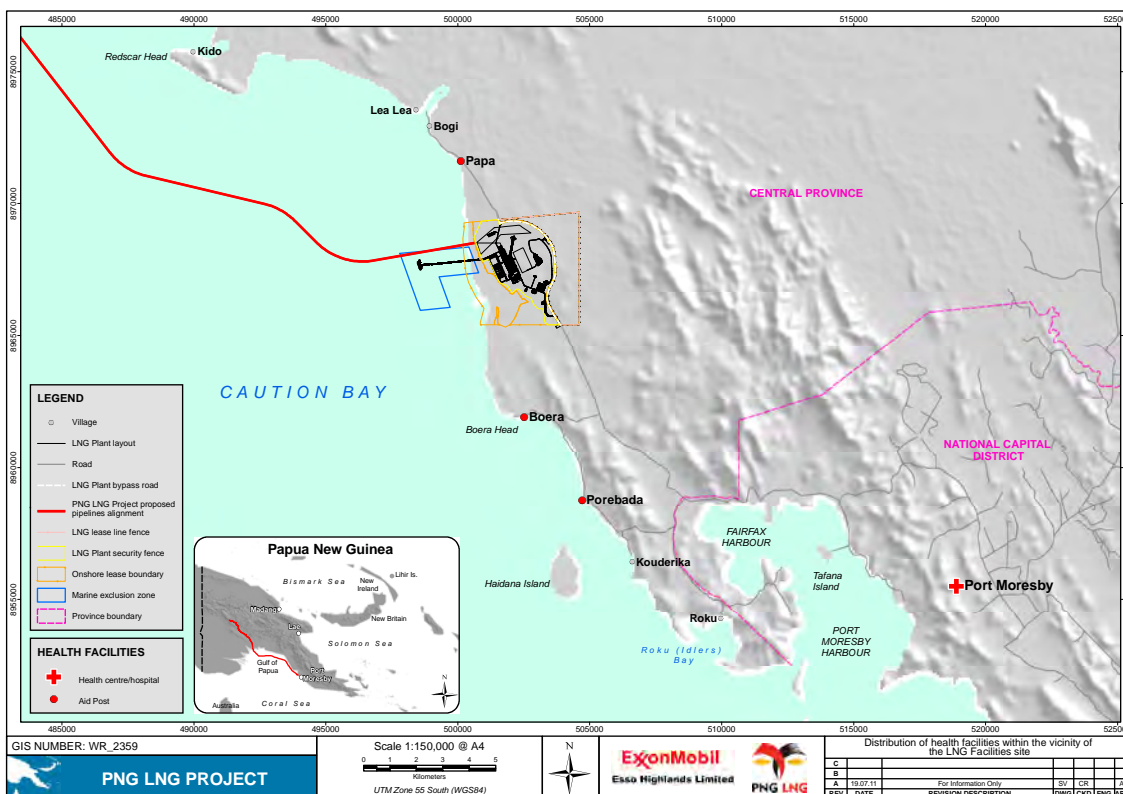 485000 490000 495000 500000 505000 510000 515000 520000
8975000
8970000
8965000
8960000
8955000
Redscar Head
Kido
Lea Lea
Bogi
Papa
CENTRAL PROVINCE
CAUTION BAY
Boera
Boera Head
NATIONAL CAPITAL
DISTRICT
Porebada
FAIRFAX
HARBOUR
Kouderika
Haidana Island
Tafana
Island
Port Moresby
Roku
PORT
MORESBY
HARBOUR
Roku (Idlers)
Bay
LEGEND
Village
LNG Plant layout
Road
LNG Plant bypass road
PNG LNG Project proposed
pipelines alignment
LNG lease line fence
LNG Plant security fence
Onshore lease boundary
Marine exclusion zone
Province boundary
HEALTH FACILITIES
Health centre/hospital
Aid Post
Papua New Guinea
Bismark Sea
New
Ireland
Lihir Is.
Madang
New Britain
Lae
Solomon Sea
Gulf of
Papua
Port
Moresby
Australia
Coral Sea
N
485000 490000 495000 500000 505000 510000 515000 520000
GIS NUMBER: WR_2359
PNG LNG PROJECT
Scale 1:150,000 @ A4
0 1 2 3 4 5
Kilometers
UTM Zone 55 South (WGS84)
N
ExxonMobil
Esso Highlands Limited
PNG LNG
Distribution of health facilities within the vicinity of
the LNG Facilities site
C
B
A 19.07.11 For Information Only SV CR
REV DATE REVISION DESCRIPTION DWG CKD ENG